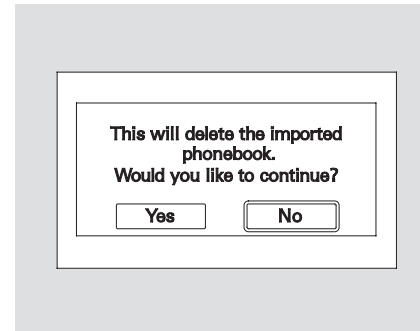 This will delete the imported
phonebook.
Would you like to continue?
Yes No